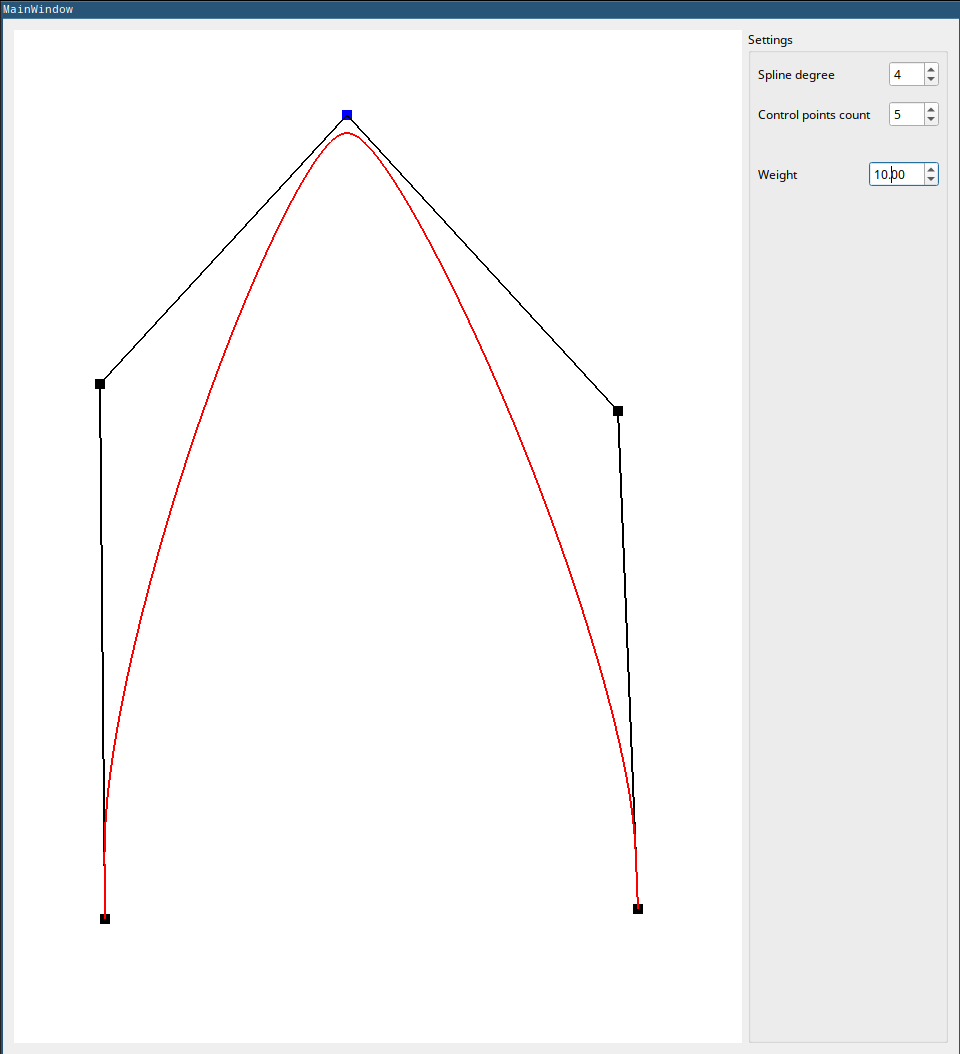 MainWindow
Settings
Spline degree 4
Control points count 5
Weight 10.00